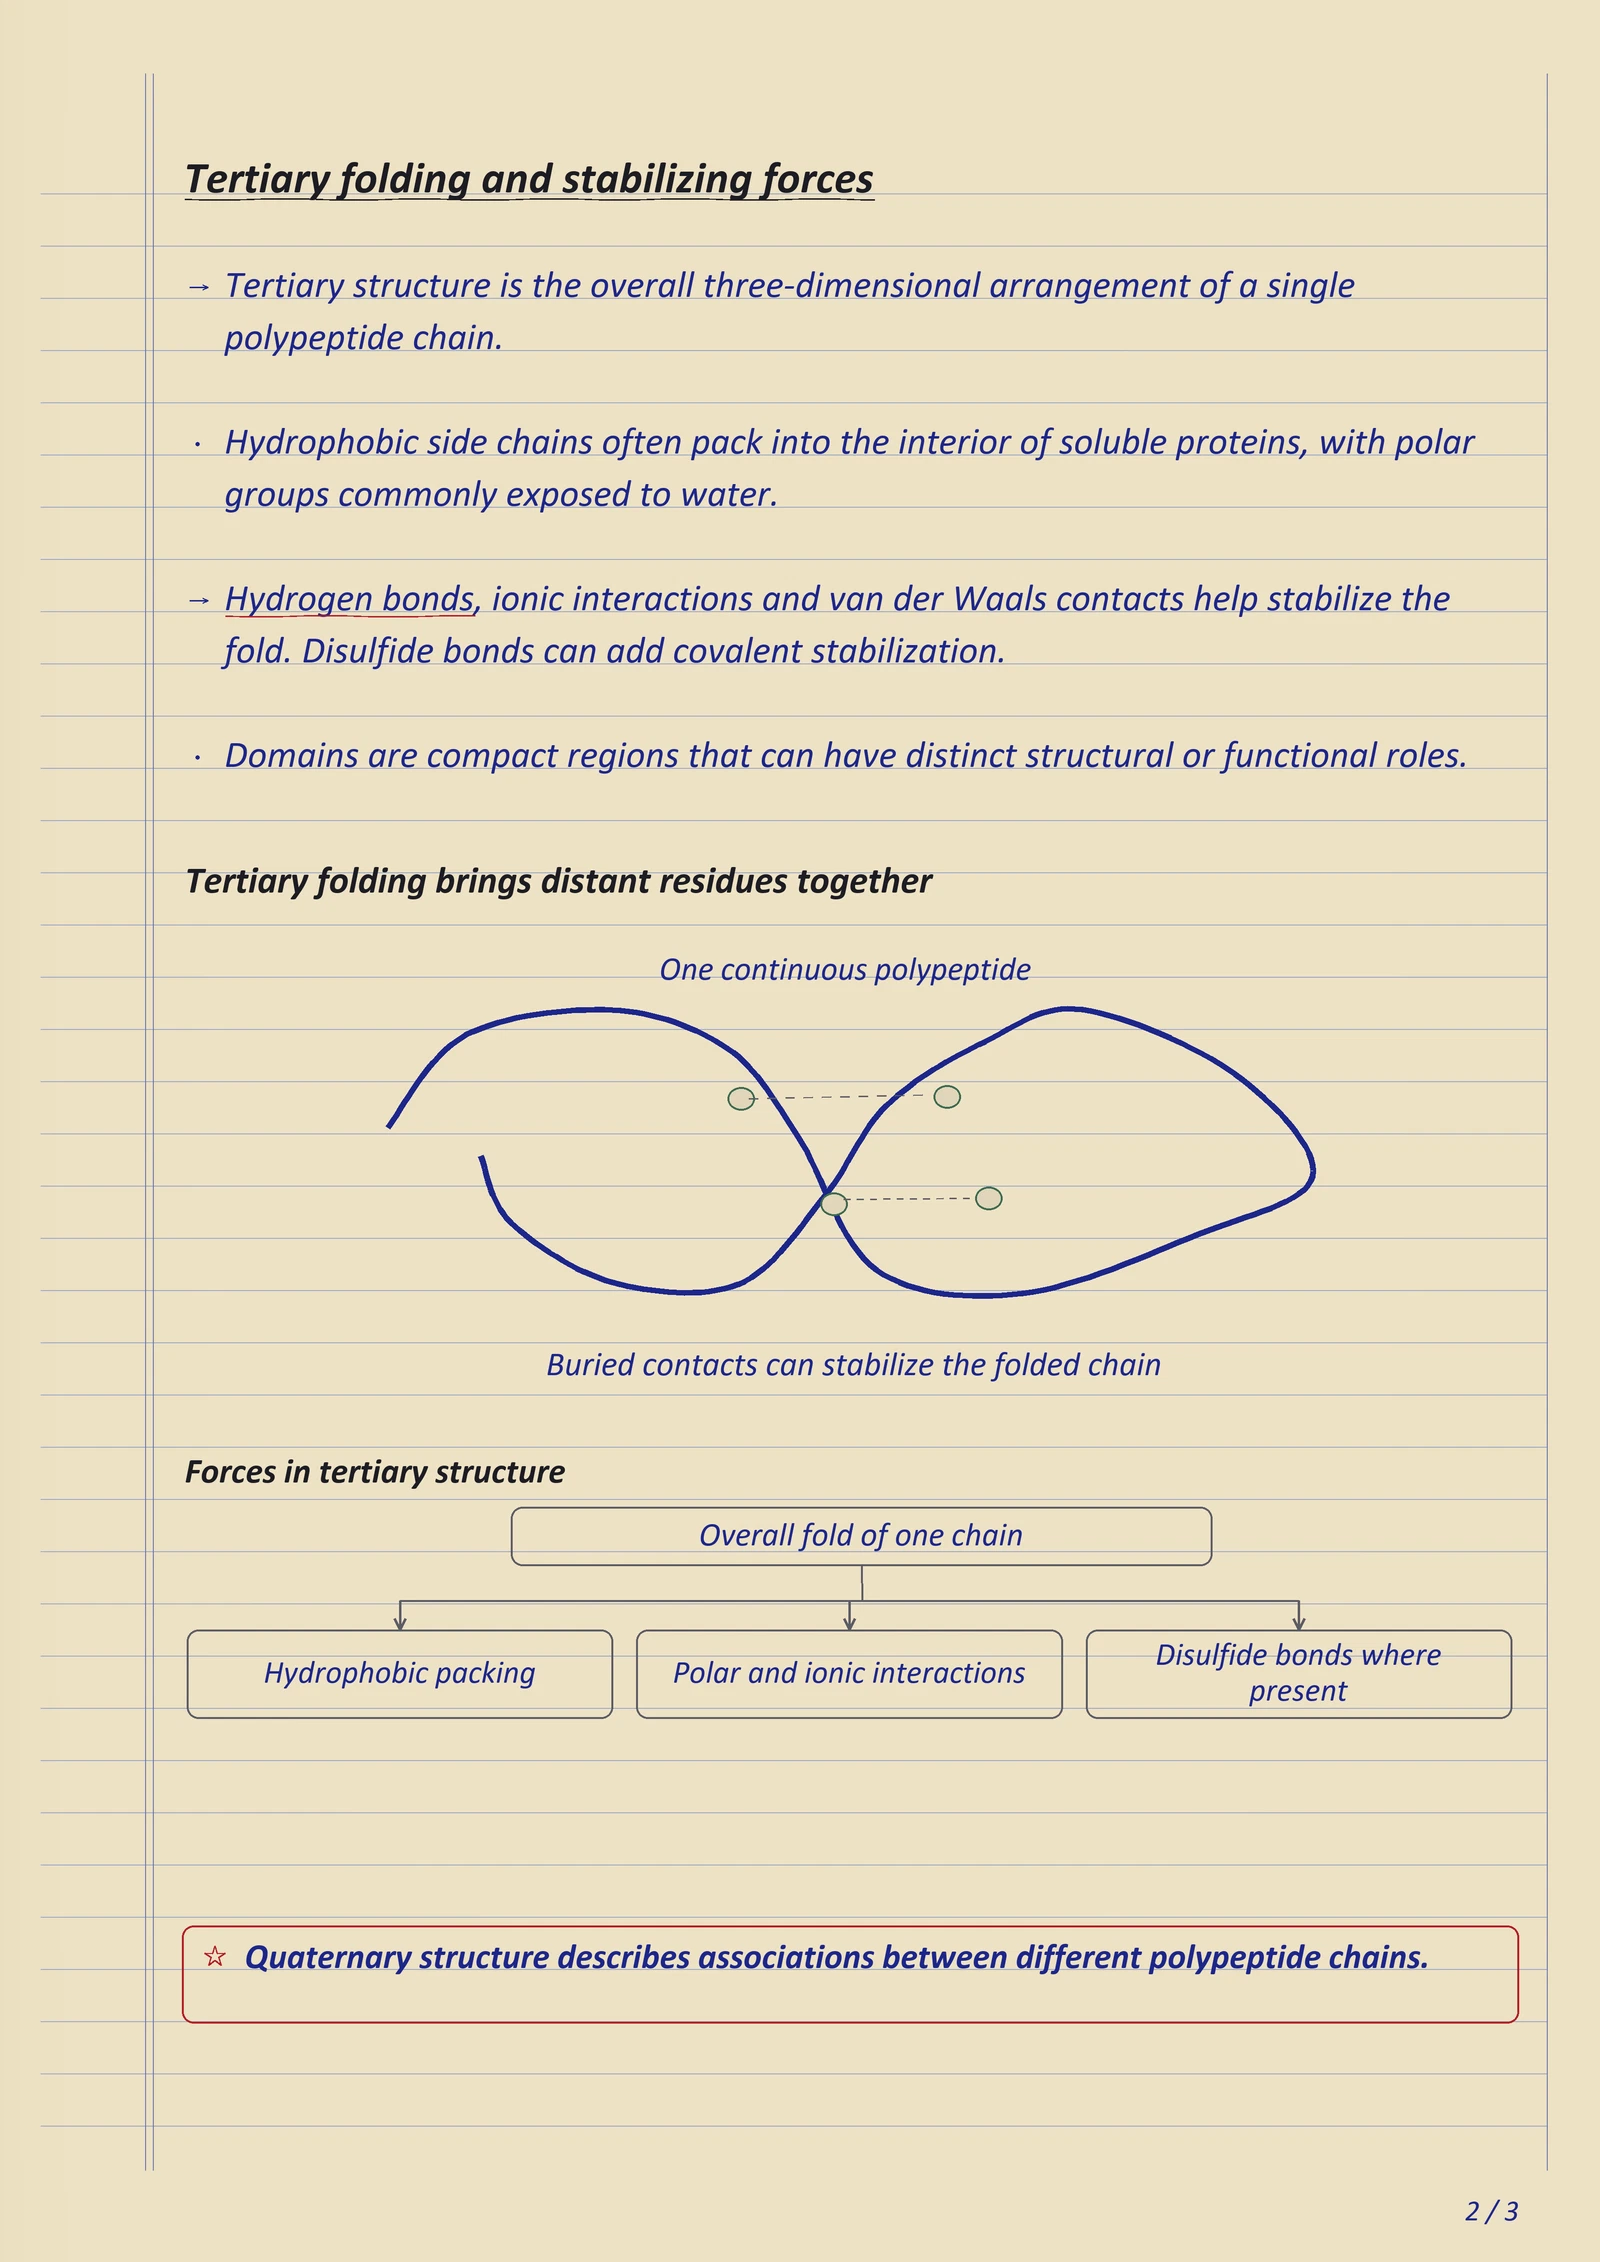 Tertiary folding and stabilizing forces
→ Tertiary structure is the overall three-dimensional arrangement of a single
polypeptide chain.
· Hydrophobic side chains often pack into the interior of soluble proteins, with polar
groups commonly exposed to water.
→ Hydrogen bonds, ionic interactions and van der Waals contacts help stabilize the
fold. Disulfide bonds can add covalent stabilization.
· Domains are compact regions that can have distinct structural or functional roles.
Tertiary folding brings distant residues together
One continuous polypeptide
Buried contacts can stabilize the folded chain
Forces in tertiary structure
Overall fold of one chain
Hydrophobic packing
Polar and ionic interactions
Disulfide bonds where
present
☆ Quaternary structure describes associations between different polypeptide chains.
2 / 3